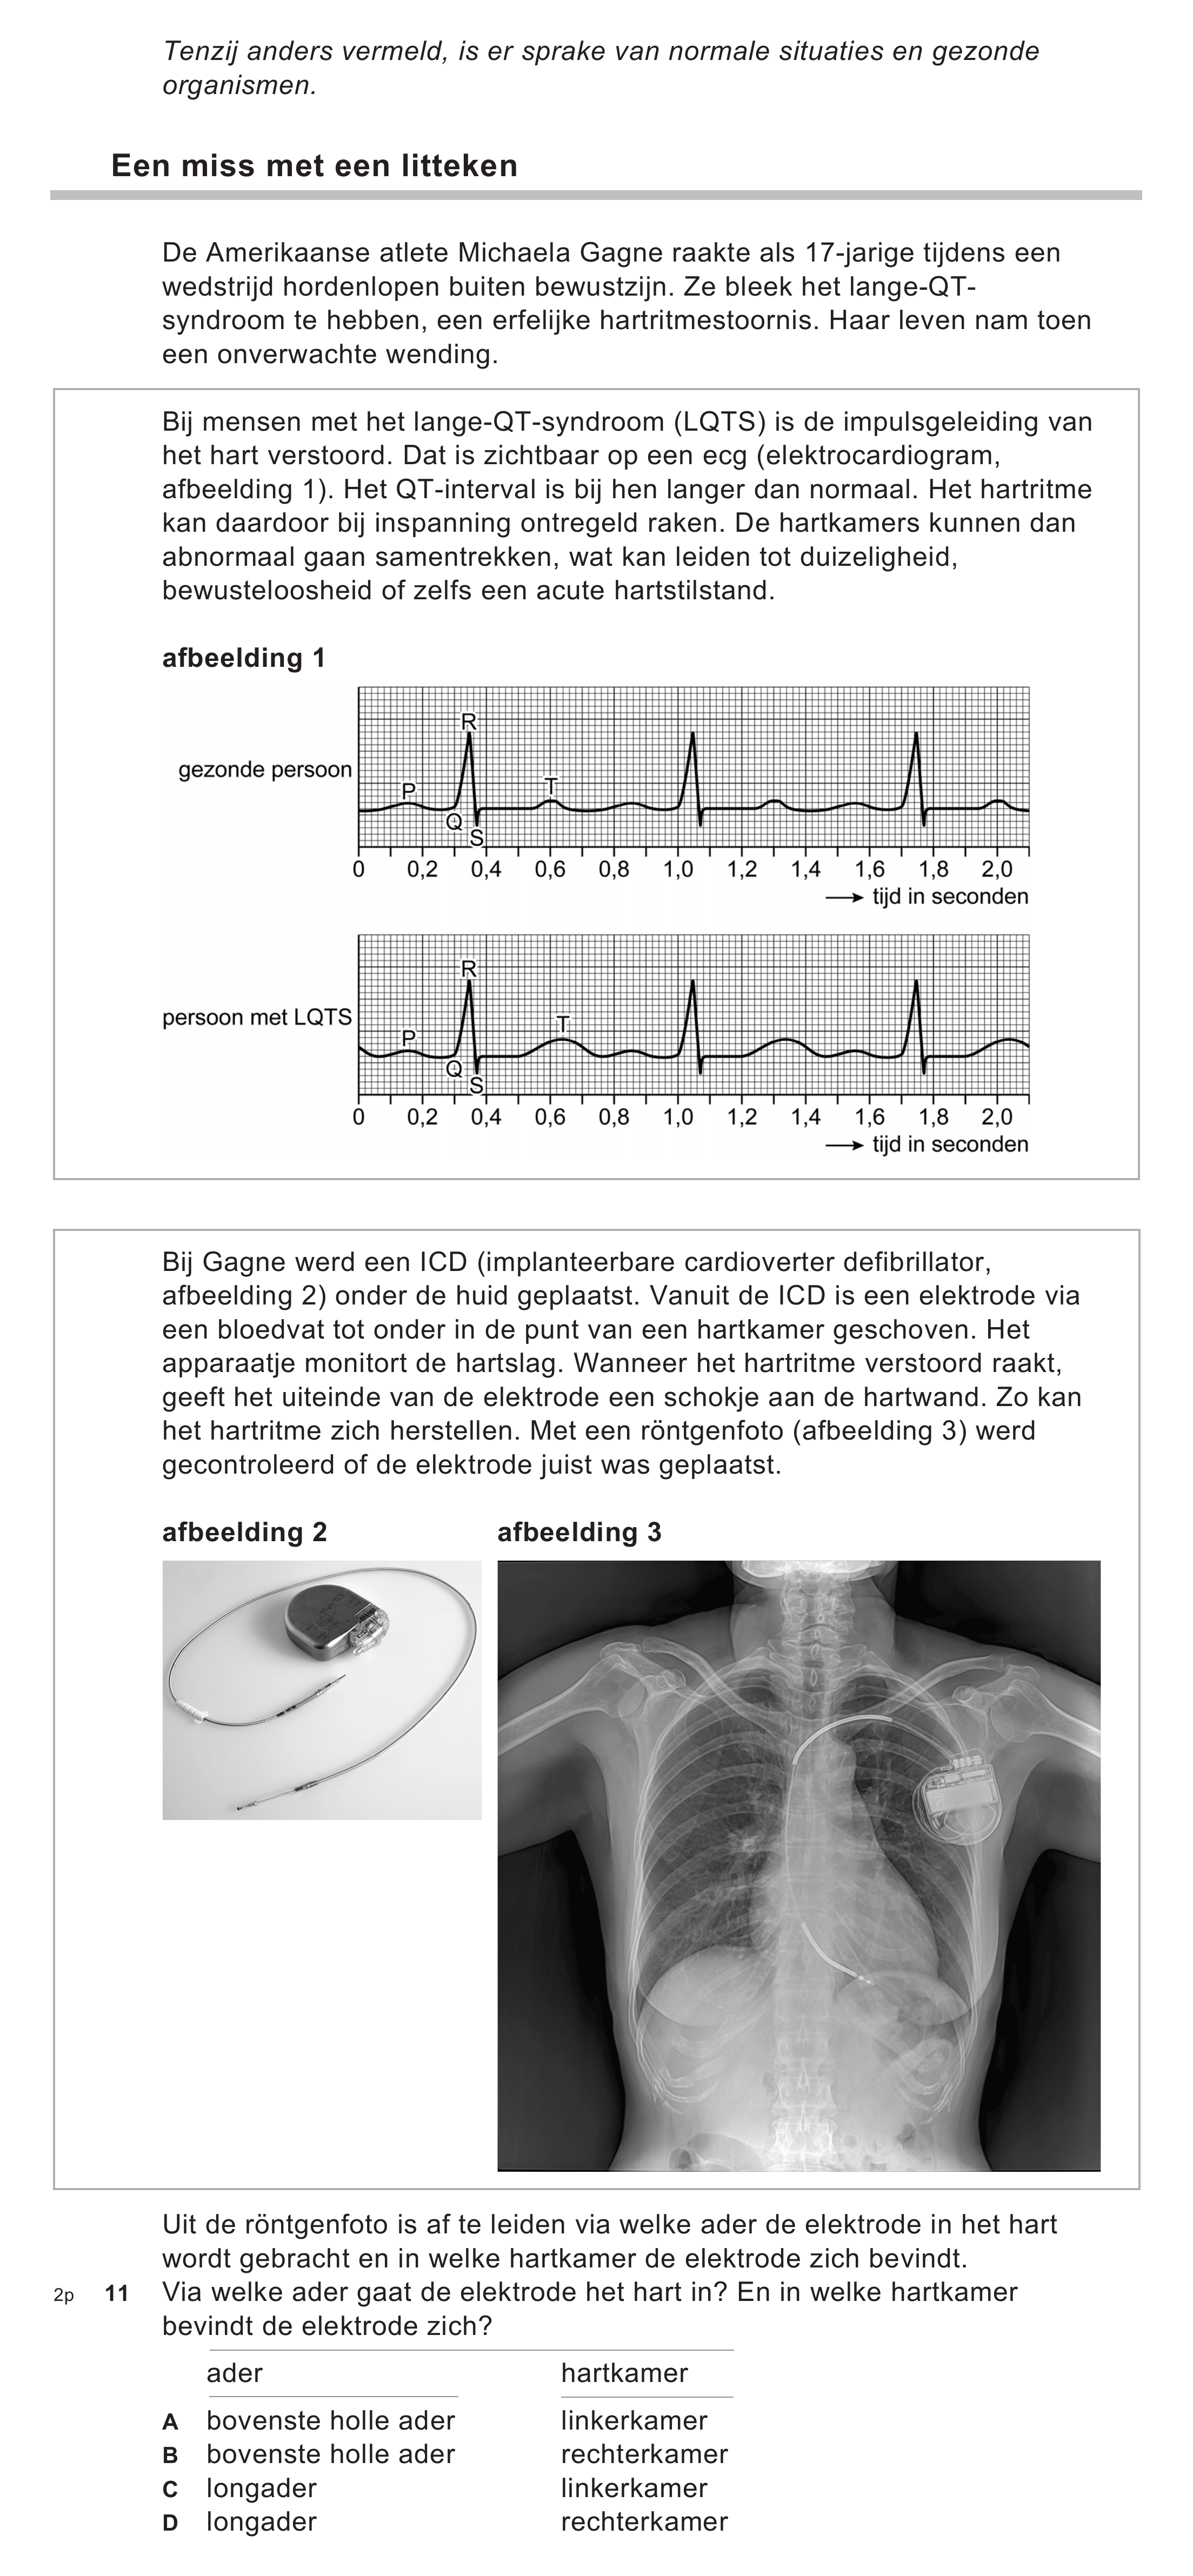 Tenzij anders vermeld, is er sprake van normale situaties en gezonde
organismen.
Een miss met een litteken
De Amerikaanse atlete Michaela Gagne raakte als 17-jarige tijdens een
wedstrijd hordenlopen buiten bewustzijn. Ze bleek het lange-QT-
syndroom te hebben, een erfelijke hartritmestoornis. Haar leven nam toen
een onverwachte wending.
Bij mensen met het lange-QT-syndroom (LQTS) is de impulsgeleiding van
het hart verstoord. Dat is zichtbaar op een ecg (elektrocardiogram,
afbeelding 1). Het QT-interval is bij hen langer dan normaal. Het hartritme
kan daardoor bij inspanning ontregeld raken. De hartkamers kunnen dan
abnormaal gaan samentrekken, wat kan leiden tot duizeligheid,
bewusteloosheid of zelfs een acute hartstilstand.
afbeelding 1
gezonde persoon
P
Q
R
S
T
0 0,2 0,4 0,6 0,8 1,0 1,2 1,4 1,6 1,8 2,0
tijd in seconden
persoon met LQTS
P
Q
R
S
T
0 0,2 0,4 0,6 0,8 1,0 1,2 1,4 1,6 1,8 2,0
tijd in seconden
Bij Gagne werd een ICD (implanteerbare cardioverter defibrillator,
afbeelding 2) onder de huid geplaatst. Vanuit de ICD is een elektrode via
een bloedvat tot onder in de punt van een hartkamer geschoven. Het
apparaatje monitort de hartslag. Wanneer het hartritme verstoord raakt,
geeft het uiteinde van de elektrode een schokje aan de hartwand. Zo kan
het hartritme zich herstellen. Met een röntgenfoto (afbeelding 3) werd
gecontroleerd of de elektrode juist was geplaatst.
afbeelding 2 afbeelding 3
Uit de röntgenfoto is af te leiden via welke ader de elektrode in het hart
wordt gebracht en in welke hartkamer de elektrode zich bevindt.
2p 11 Via welke ader gaat de elektrode het hart in? En in welke hartkamer
bevindt de elektrode zich?
ader hartkamer
A bovenste holle ader linkerkamer
B bovenste holle ader rechterkamer
C longader linkerkamer
D longader rechterkamer